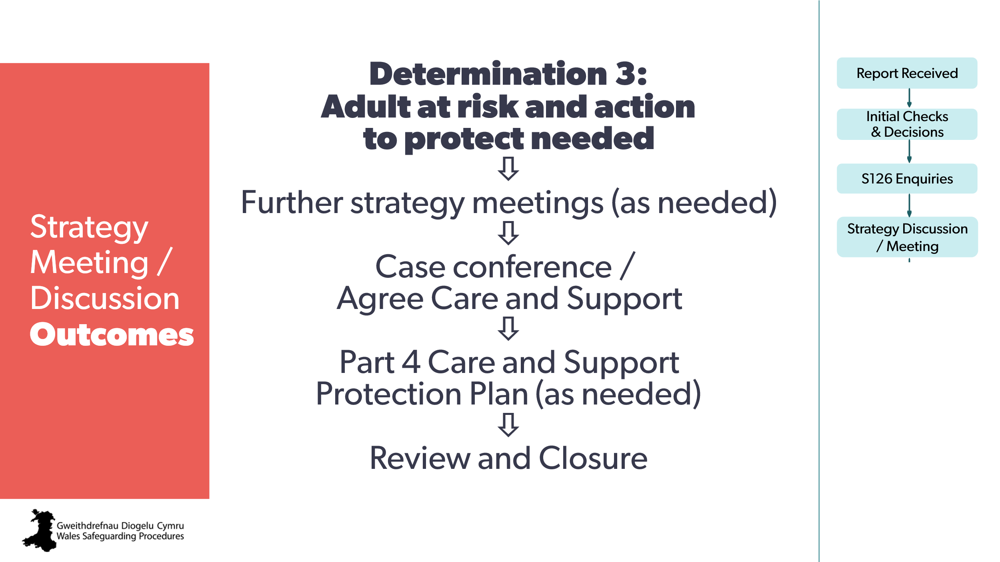 Strategy
Meeting /
Discussion
Outcomes
Determination 3:
Adult at risk and action
to protect needed
Further strategy meetings (as needed)
Case conference /
Agree Care and Support
Part 4 Care and Support
Protection Plan (as needed)
Review and Closure
Report Received
Initial Checks
& Decisions
S126 Enquiries
Strategy Discussion
/ Meeting
Gweithdrefnau Diogelu Cymru
Wales Safeguarding Procedures